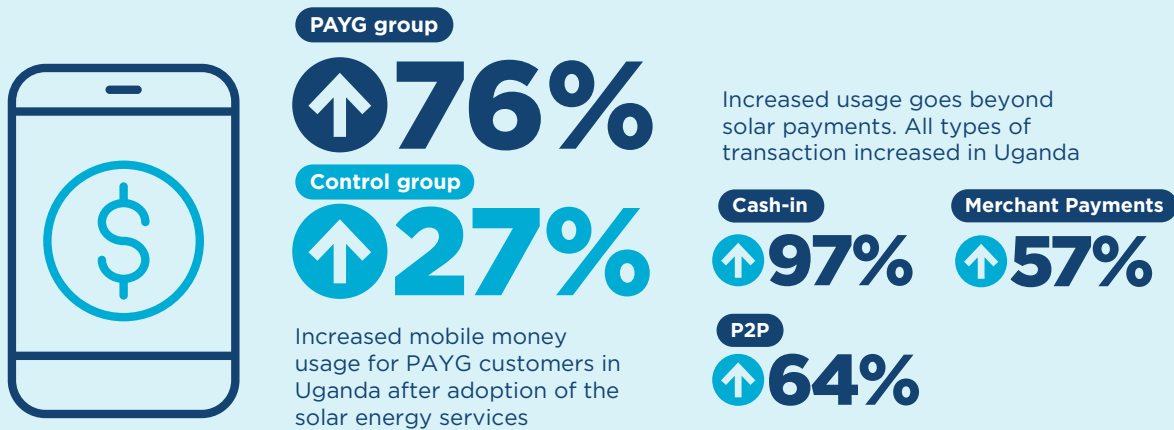 PAYG group
76%
Control group
27%
Increased mobile money
usage for PAYG customers in
Uganda after adoption of the
solar energy services
Increased usage goes beyond
solar payments. All types of
transaction increased in Uganda
Cash-in
97%
Merchant Payments
57%
P2P
64%
$